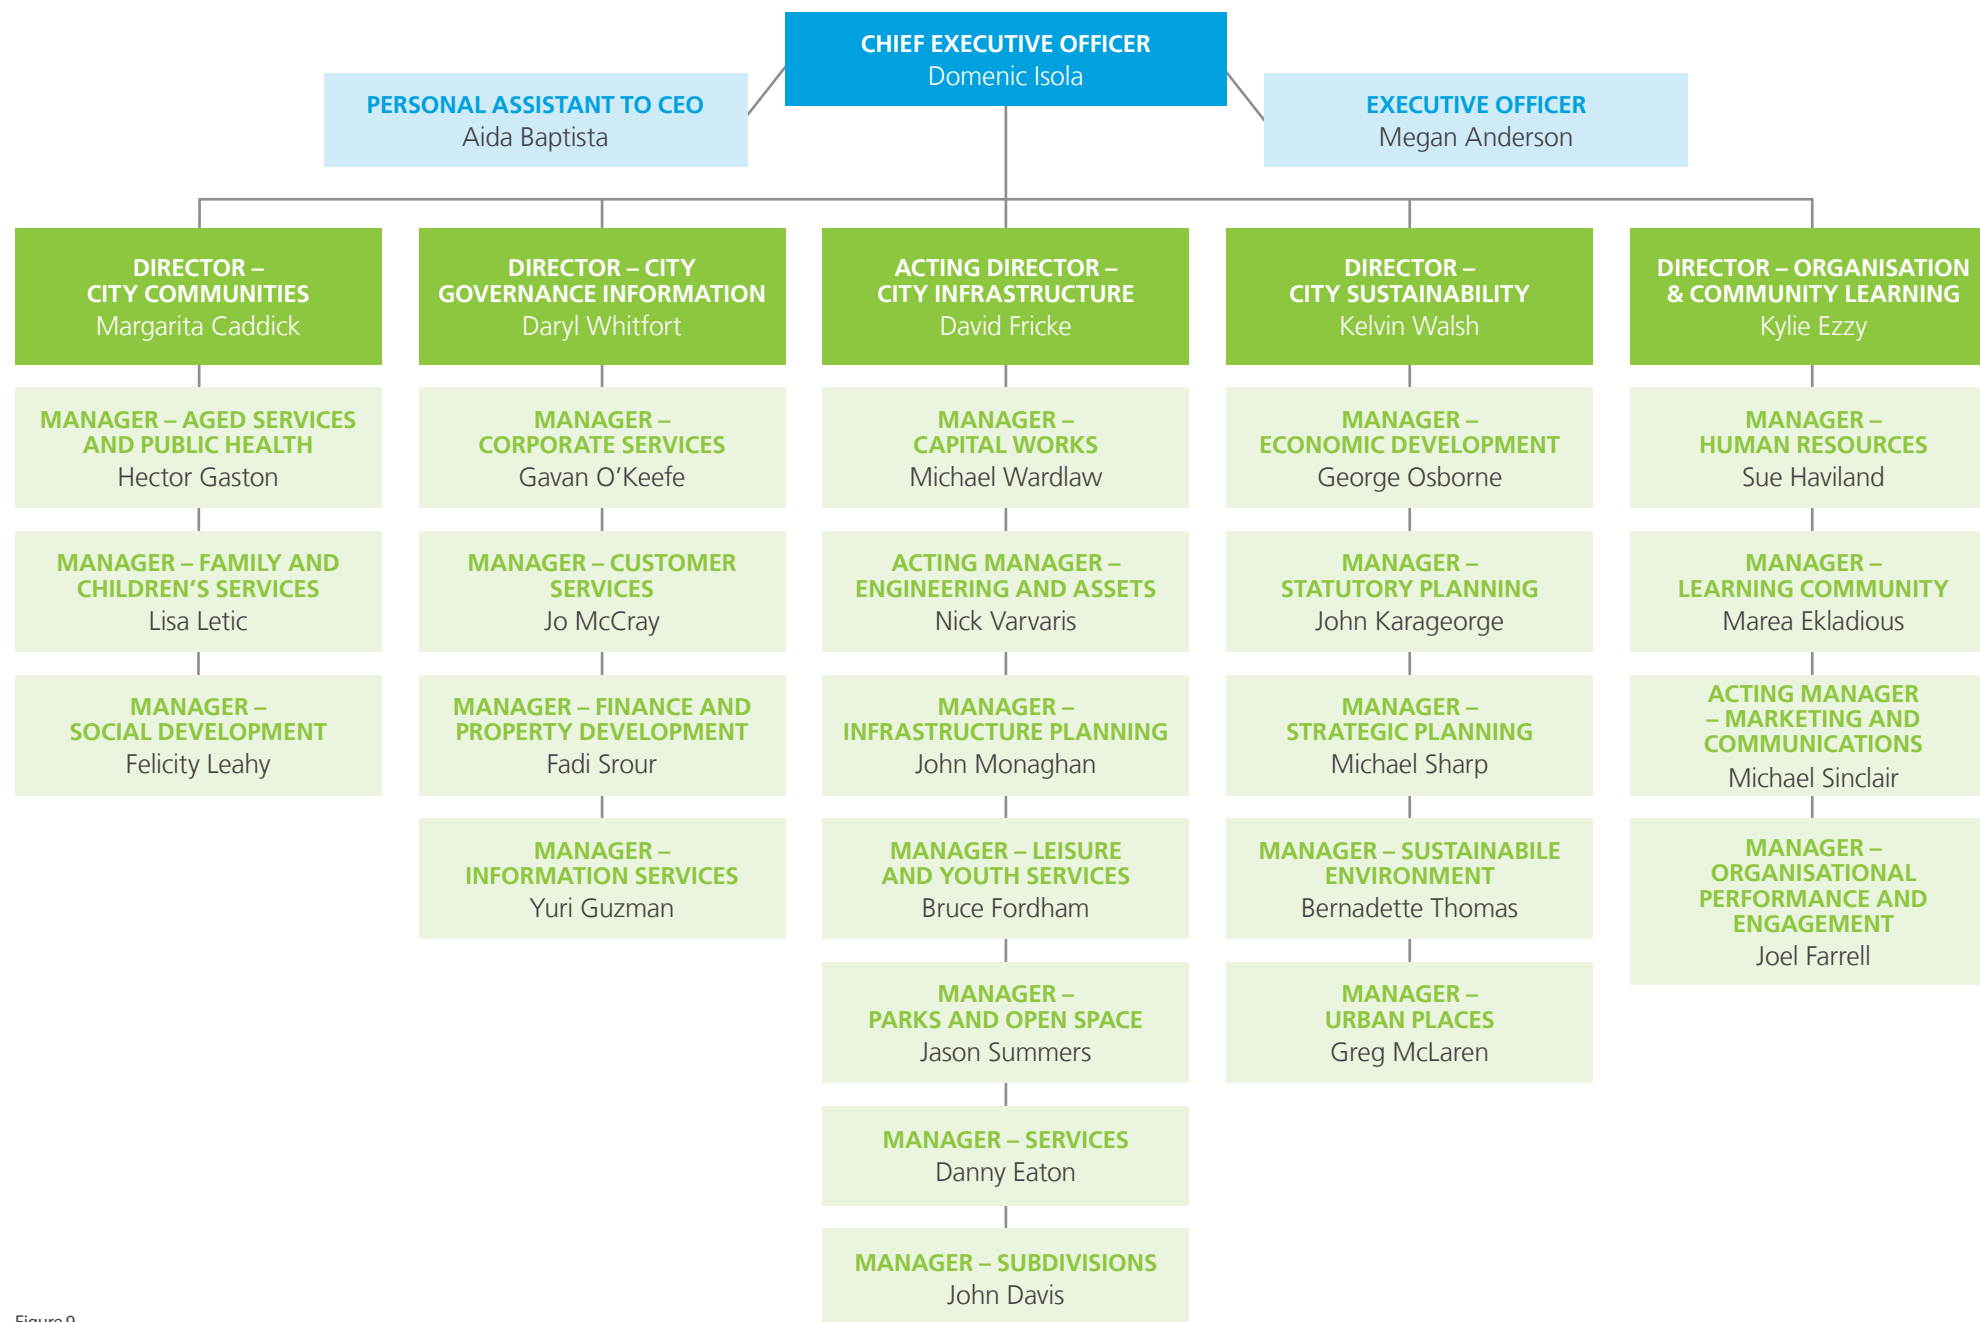 CHIEF EXECUTIVE OFFICER
Domenic Isola
PERSONAL ASSISTANT TO CEO
Aida Baptista
EXECUTIVE OFFICER
Megan Anderson
DIRECTOR –
CITY COMMUNITIES
Margarita Caddick
MANAGER – AGED SERVICES
AND PUBLIC HEALTH
Hector Gaston
MANAGER – FAMILY AND
CHILDREN’S SERVICES
Lisa Letic
MANAGER –
SOCIAL DEVELOPMENT
Felicity Leahy
DIRECTOR – CITY
GOVERNANCE INFORMATION
Daryl Whitfort
MANAGER –
CORPORATE SERVICES
Gavan O’Keefe
MANAGER – CUSTOMER
SERVICES
Jo McCray
MANAGER – FINANCE AND
PROPERTY DEVELOPMENT
Fadi Srour
MANAGER –
INFORMATION SERVICES
Yuri Guzman
ACTING DIRECTOR –
CITY INFRASTRUCTURE
David Fricke
MANAGER –
CAPITAL WORKS
Michael Wardlaw
ACTING MANAGER –
ENGINEERING AND ASSETS
Nick Varvaris
MANAGER –
INFRASTRUCTURE PLANNING
John Monaghan
MANAGER – LEISURE
AND YOUTH SERVICES
Bruce Fordham
MANAGER –
PARKS AND OPEN SPACE
Jason Summers
MANAGER – SERVICES
Danny Eaton
MANAGER – SUBDIVISIONS
John Davis
DIRECTOR –
CITY SUSTAINABILITY
Kelvin Walsh
MANAGER –
ECONOMIC DEVELOPMENT
George Osborne
MANAGER –
STATUTORY PLANNING
John Karageorge
MANAGER –
STRATEGIC PLANNING
Michael Sharp
MANAGER – SUSTAINABILE
ENVIRONMENT
Bernadette Thomas
MANAGER –
URBAN PLACES
Greg McLaren
DIRECTOR – ORGANISATION
& COMMUNITY LEARNING
Kylie Ezzy
MANAGER –
HUMAN RESOURCES
Sue Haviland
MANAGER –
LEARNING COMMUNITY
Marea Ekladious
ACTING MANAGER
– MARKETING AND
COMMUNICATIONS
Michael Sinclair
MANAGER –
ORGANISATIONAL
PERFORMANCE AND
ENGAGEMENT
Joel Farrell
Figure 9